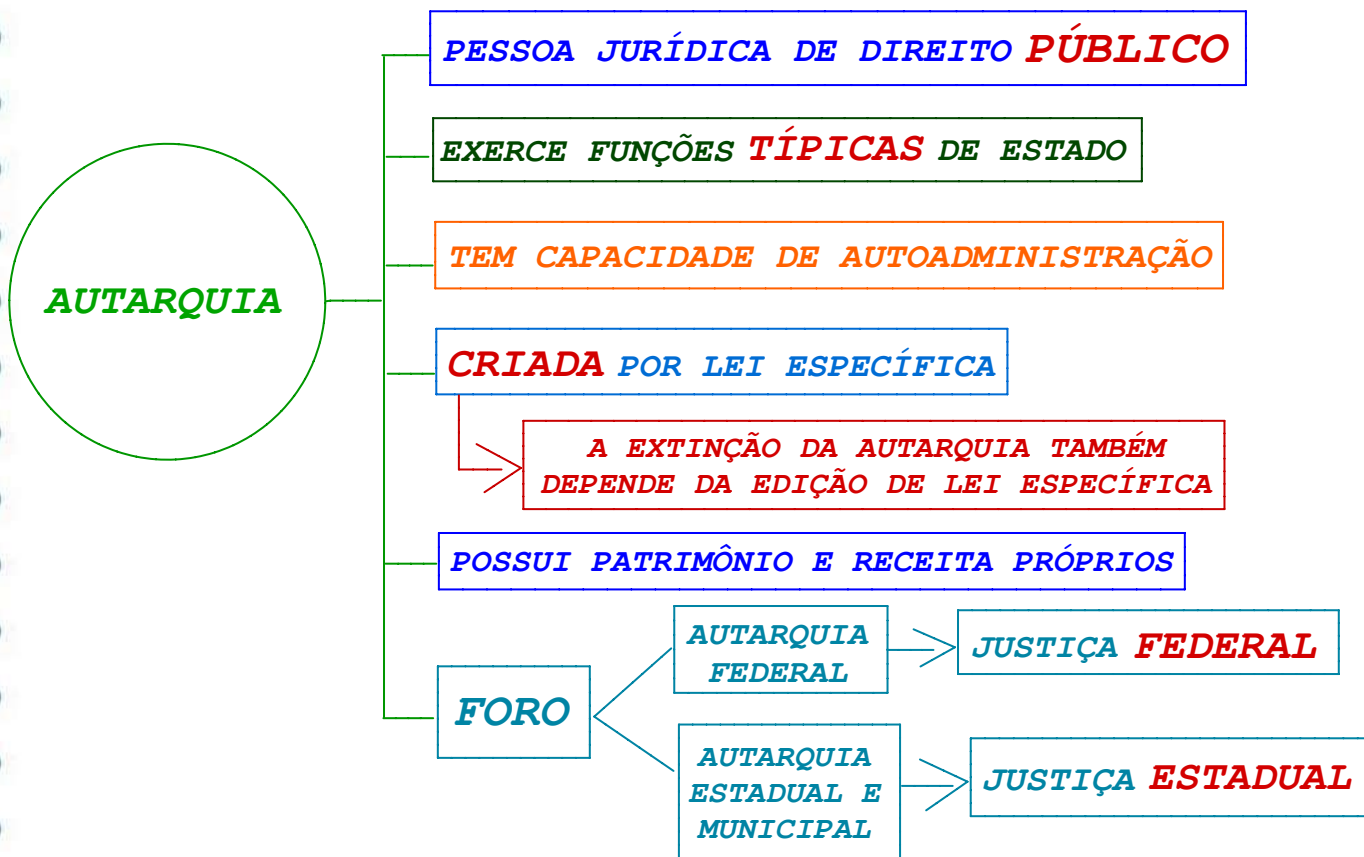 PESSOA JURÍDICA DE DIREITO PÚBLICO
EXERCE FUNÇÕES TÍPICAS DE ESTADO
TEM CAPACIDADE DE AUTOADMINISTRAÇÃO
AUTARQUIA
CRIADA POR LEI ESPECÍFICA
A EXTINÇÃO DA AUTARQUIA TAMBÉM
DEPENDE DA EDIÇÃO DE LEI ESPECÍFICA
POSSUI PATRIMÔNIO E RECEITA PRÓPRIOS
FORO
AUTARQUIA
FEDERAL
JUSTIÇA FEDERAL
AUTARQUIA
ESTADUAL E
MUNICIPAL
JUSTIÇA ESTADUAL